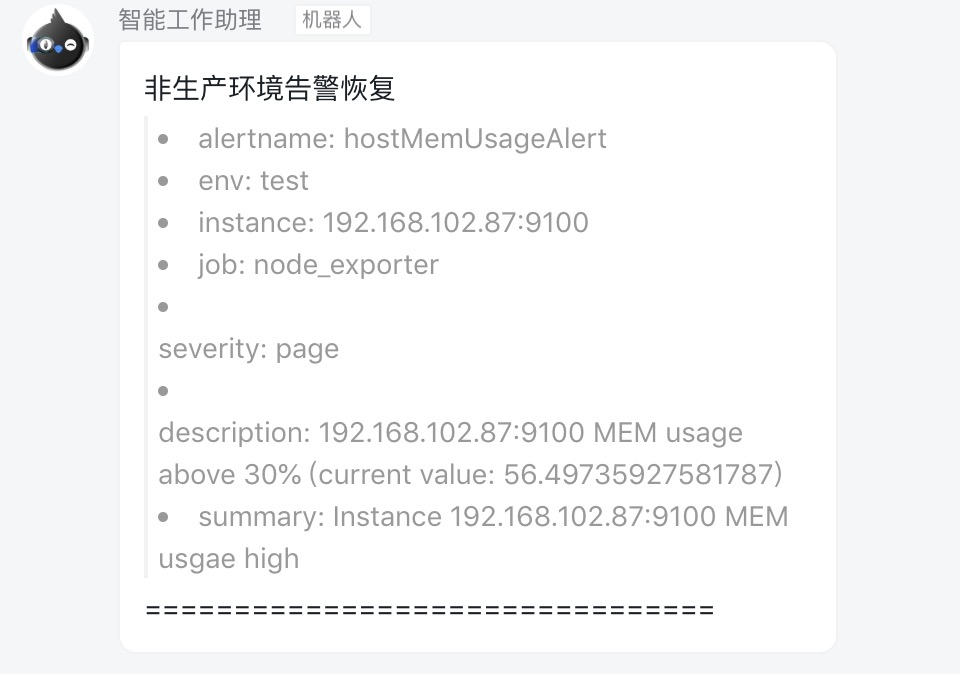 智能工作助理 机器人
非生产环境告警恢复
• alertname: hostMemUsageAlert
• env: test
• instance: 192.168.102.87:9100
• job: node_exporter
•
severity: page
•
description: 192.168.102.87:9100 MEM usage
above 30% (current value: 56.49735927581787)
• summary: Instance 192.168.102.87:9100 MEM
usgae high
================================